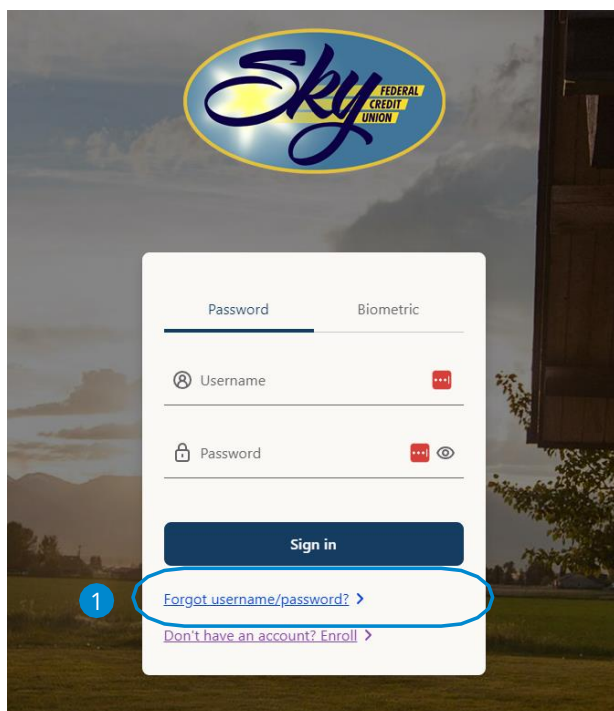 Sky
FEDERAL
CREDIT
UNION
Password Biometric
Username
Password
Sign in
1 Forgot username/password? >
Don't have an account? Enroll >